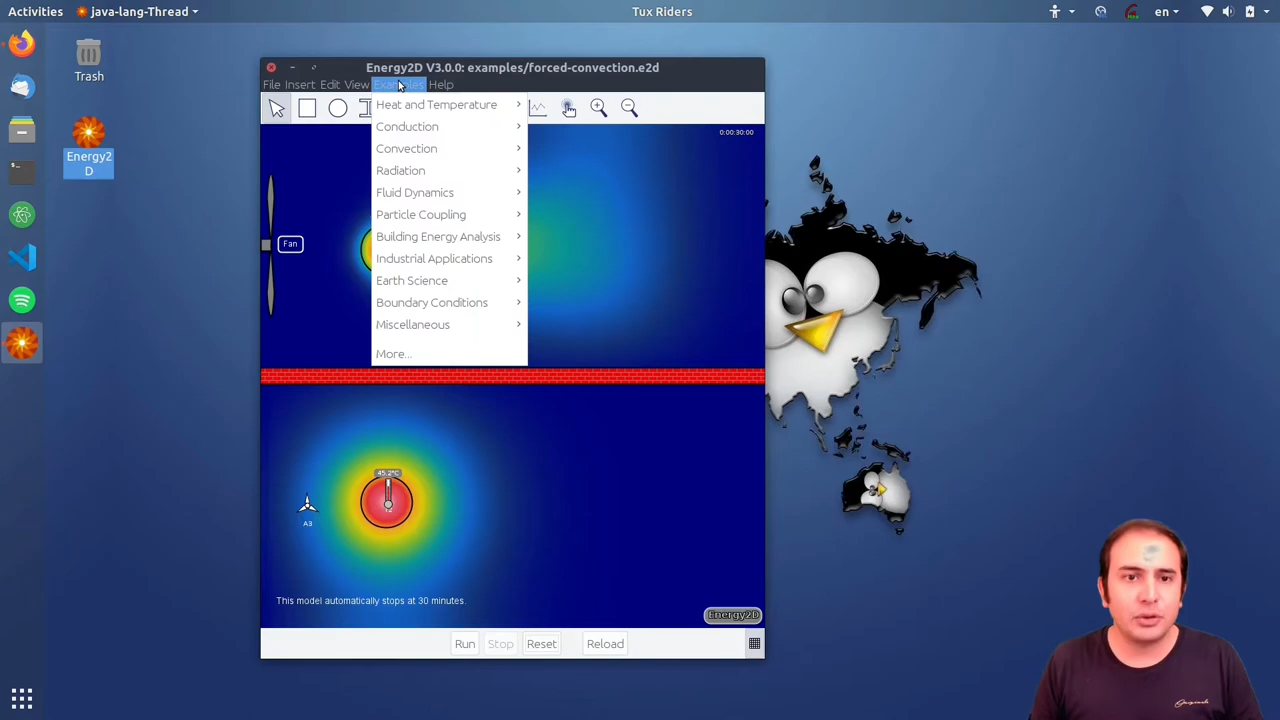 Activities
java-lang-Thread
Tux Riders
en
Trash
Energy2D
Energy2D V3.0.0: examples/forced-convection.e2d
File Insert Edit View Examples Help
Heat and Temperature
Conduction
Convection
Radiation
Fluid Dynamics
Particle Coupling
Building Energy Analysis
Industrial Applications
Earth Science
Boundary Conditions
Miscellaneous
More...
0:00:30:00
Fan
45.2°C
A3
This model automatically stops at 30 minutes.
Energy2D
Run Stop Reset Reload